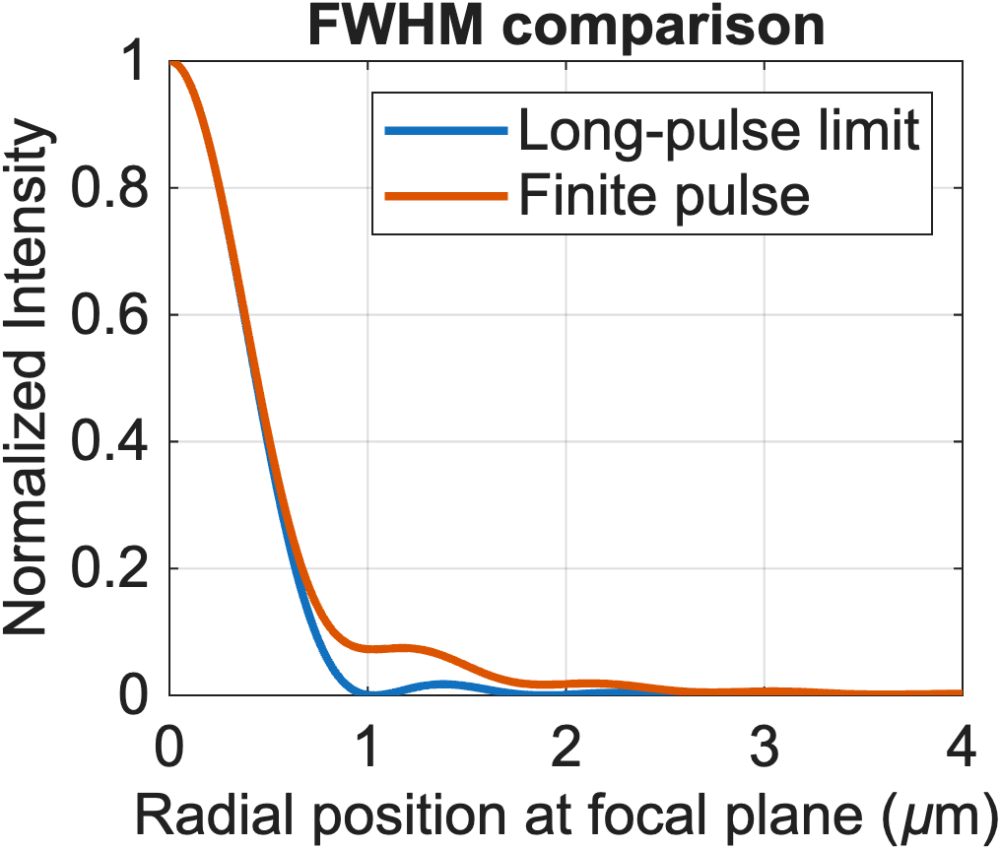 FWHM comparison
Normalized Intensity
1
0.8
0.6
0.4
0.2
0
Long-pulse limit
Finite pulse
0 1 2 3 4
Radial position at focal plane (μm)